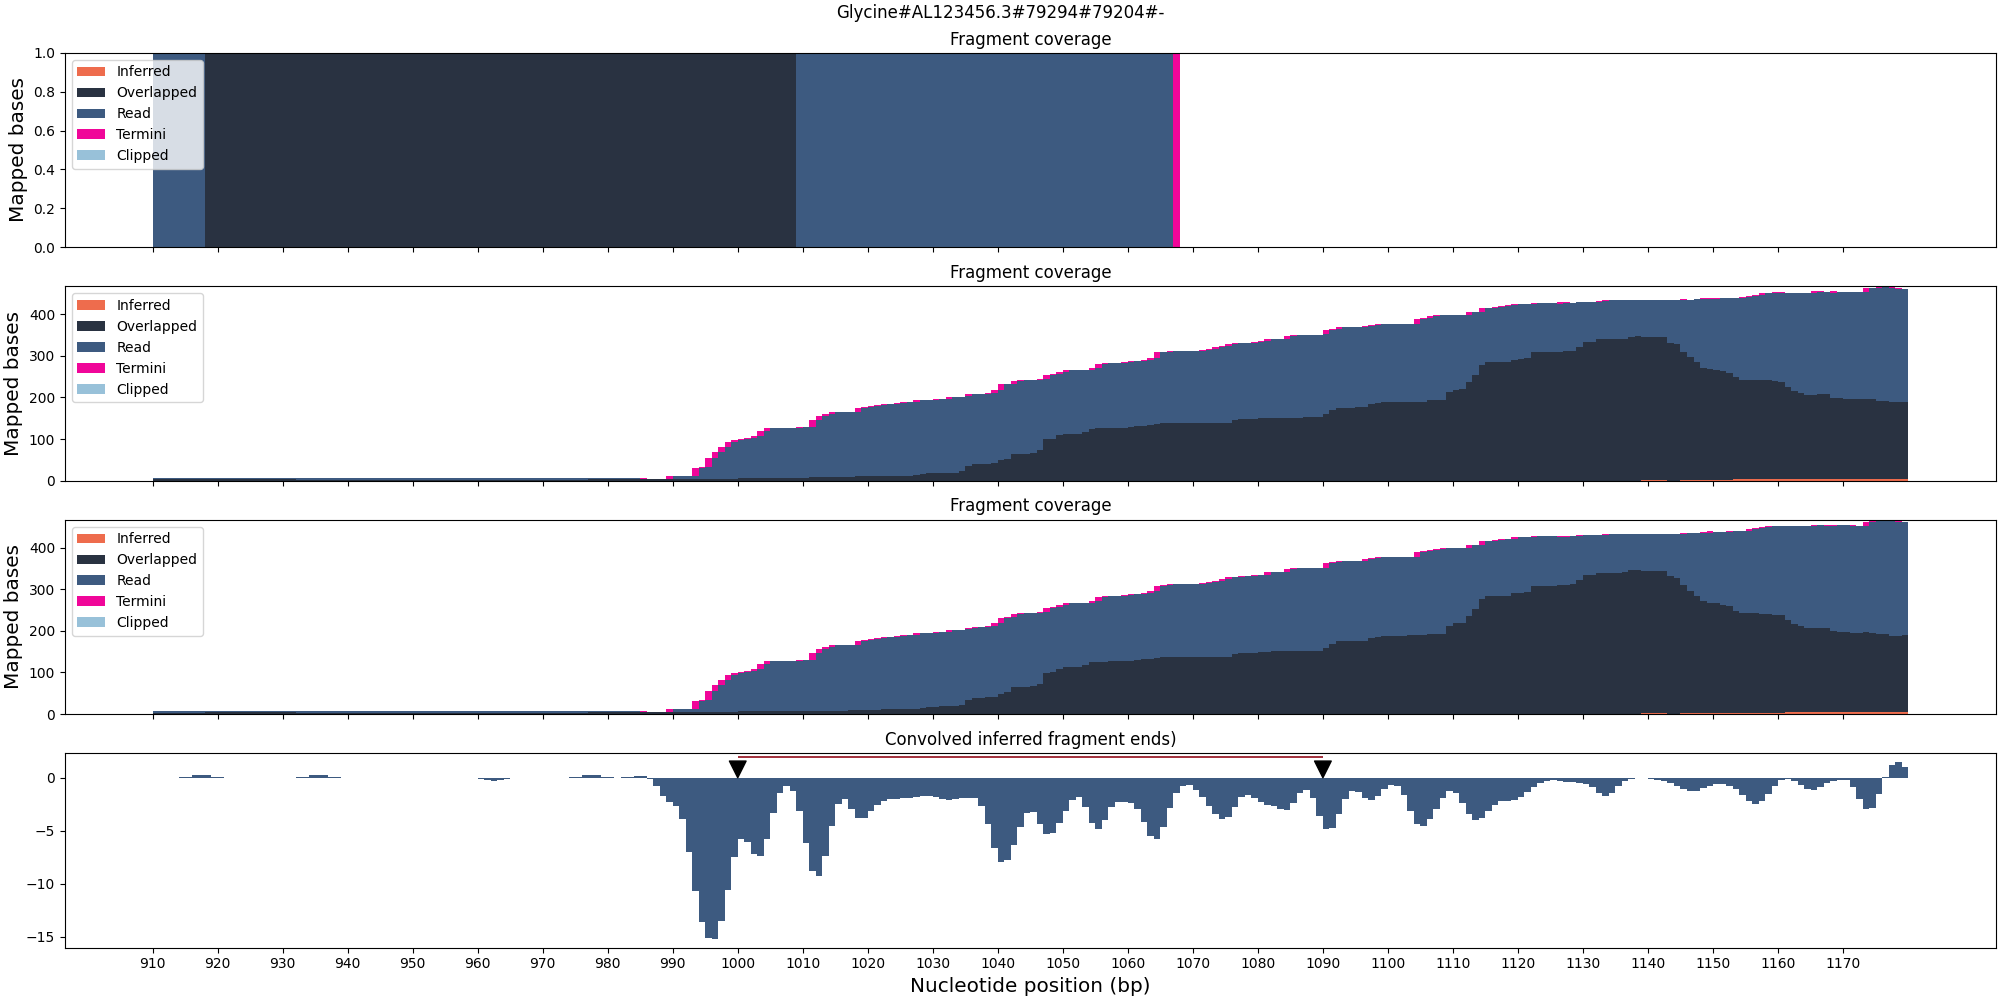 Glycine#AL123456.3#79294#79204#-
Fragment coverage
Mapped bases
1.0
0.8
0.6
0.4
0.2
0.0
Inferred
Overlapped
Read
Termini
Clipped
Fragment coverage
Mapped bases
400
300
200
100
0
Inferred
Overlapped
Read
Termini
Clipped
Fragment coverage
Mapped bases
400
300
200
100
0
Inferred
Overlapped
Read
Termini
Clipped
Convolved inferred fragment ends)
0
−5
−10
−15
910 920 930 940 950 960 970 980 990 1000 1010 1020 1030 1040 1050 1060 1070 1080 1090 1100 1110 1120 1130 1140 1150 1160 1170
Nucleotide position (bp)